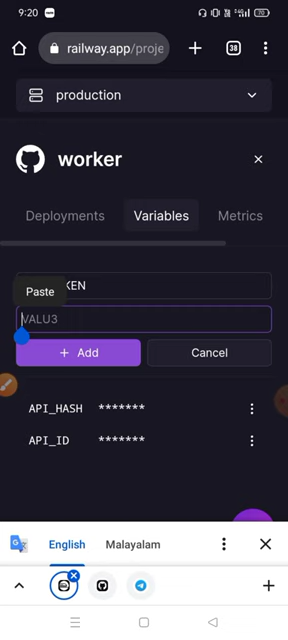 9:20
70
railway.app/proje
38
production
worker
Deployments Variables Metrics
KEN
Paste
VALU3
+ Add Cancel
API_HASH *******
API_ID *******
English Malayalam